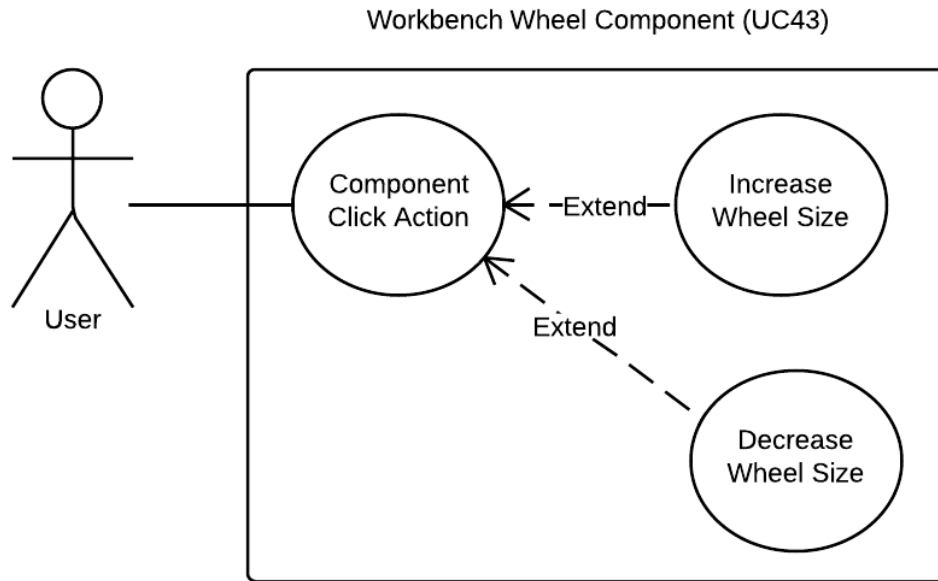 Workbench Wheel Component (UC43)
Component
Click Action
Extend
Increase
Wheel Size
User
Extend
Decrease
Wheel Size